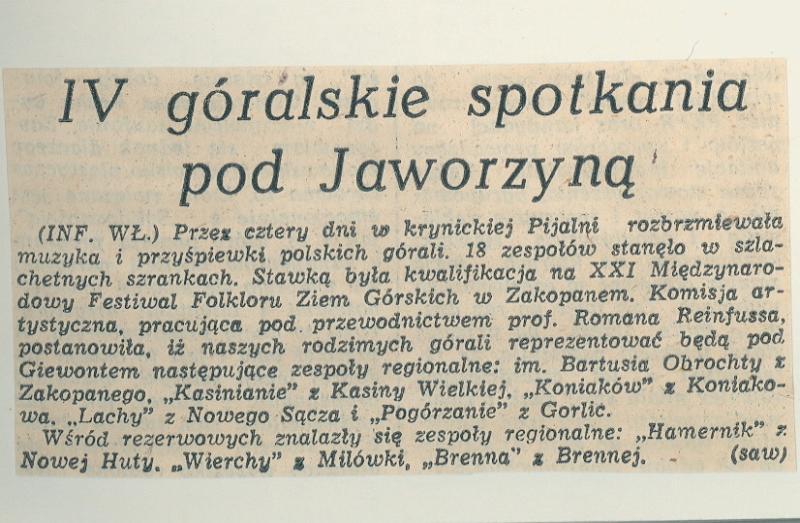 IV góralskie spotkania
pod Jaworzyną
(INF. WŁ.) Przez cztery dni w krynickiej Pijalni rozbrzmiewała
muzyka i przyśpiewki polskich górali. 18 zespołów stanęło w szla-
chetnych szrankach. Stawką była kwalifikacja na XXI Międzynaro-
dowy Festiwal Folkloru Ziem Górskich w Zakopanem. Komisja ar-
tystyczna, pracująca pod przewodnictwem prof. Romana Reinfussa,
postanowiła, iż naszych rodzimych górali reprezentować będą pod
Giewontem następujące zespoły regionalne: im. Bartusia Obrochty z
Zakopanego, „Kasinianie" z Kasiny Wielkiej, „Koniaków" z Koniako-
wa, „Lachy" z Nowego Sącza i „Pogórzanie" z Gorlic.
Wśród rezerwowych znalazły się zespoły regionalne: „Hamernik" z
Nowej Huty, „Wierchy" z Milówki, „Brenna" z Brennej. (saw)